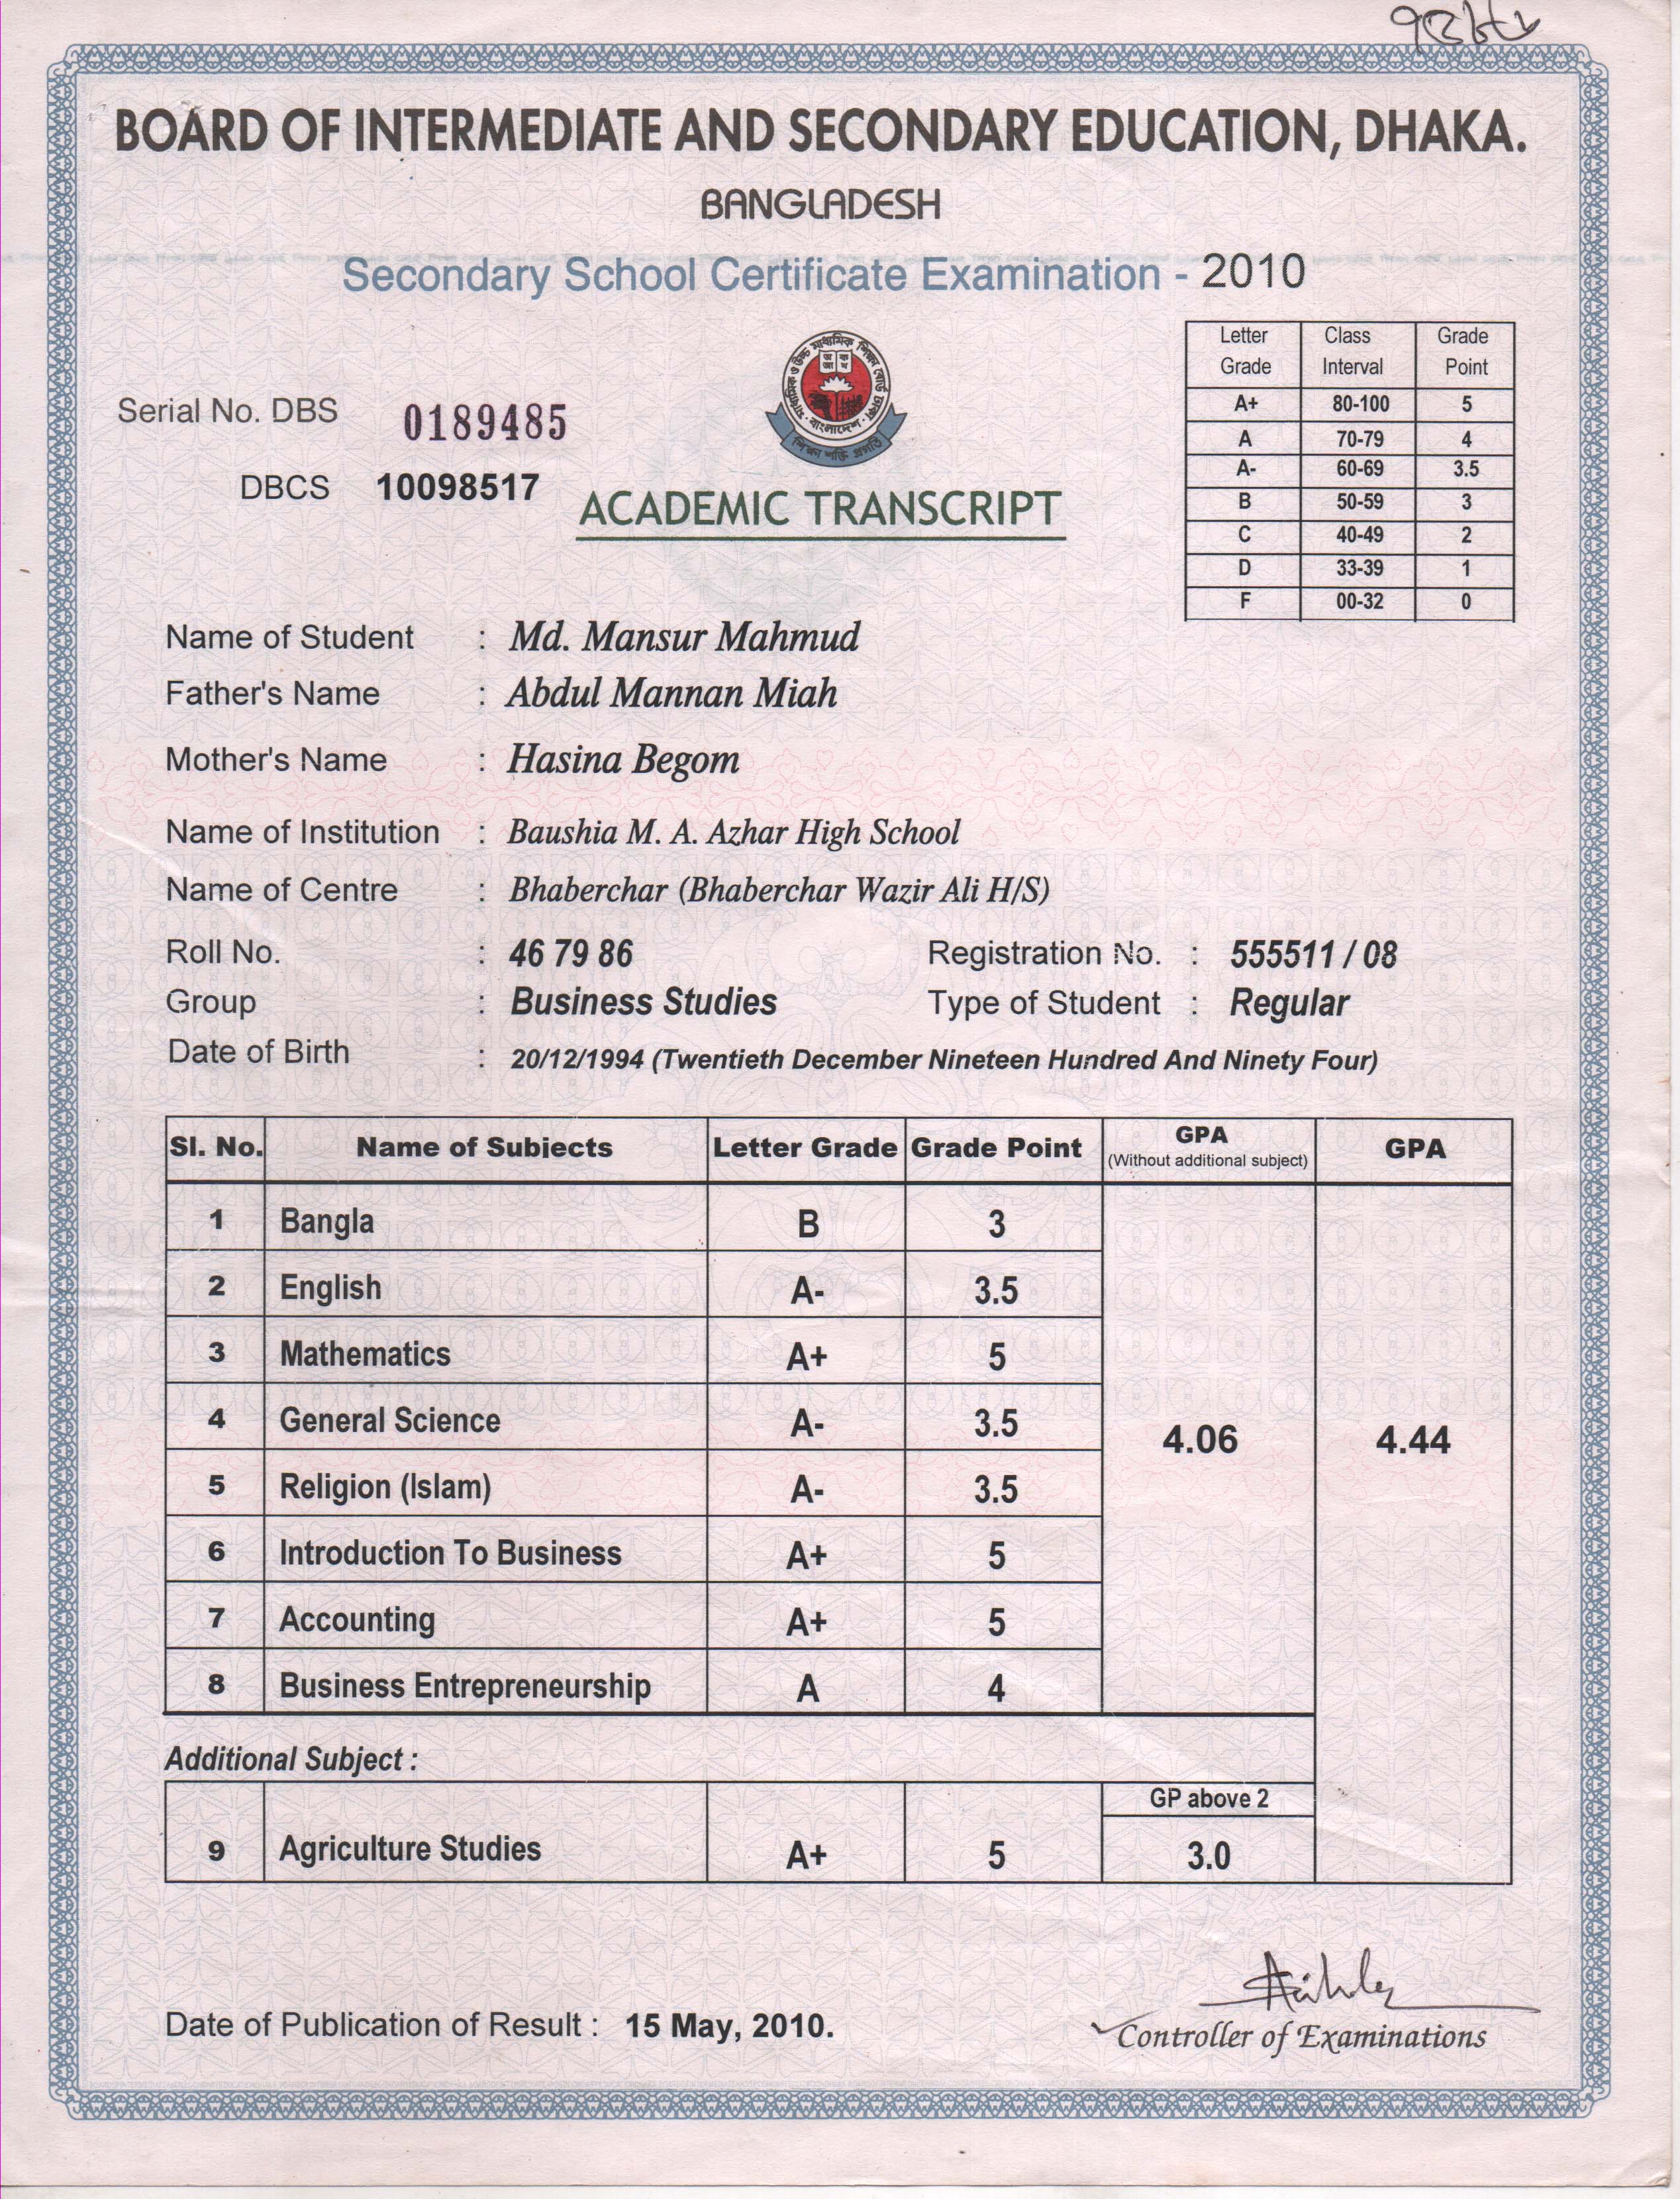 BOARD OF INTERMEDIATE AND SECONDARY EDUCATION, DHAKA.
BANGLADESH
Secondary School Certificate Examination - 2010
Letter Grade Class Interval Grade Point
A+ 80-100 5
A 70-79 4
A- 60-69 3.5
B 50-59 3
C 40-49 2
D 33-39 1
F 00-32 0
মাধ্যমিক ও উচ্চ মাধ্যমিক শিক্ষা বোর্ড ঢাকা
অ ক
আ খ
বাংলাদেশ
শিক্ষা শক্তি প্রগতি
Serial No. DBS 0189485
DBCS 10098517
ACADEMIC TRANSCRIPT
Name of Student : Md. Mansur Mahmud
Father's Name : Abdul Mannan Miah
Mother's Name : Hasina Begom
Name of Institution : Baushia M. A. Azhar High School
Name of Centre : Bhaberchar (Bhaberchar Wazir Ali H/S)
Roll No. : 46 79 86 Registration No. : 555511 / 08
Group : Business Studies Type of Student : Regular
Date of Birth : 20/12/1994 (Twentieth December Nineteen Hundred And Ninety Four)
Sl. No. Name of Subjects Letter Grade Grade Point GPA (Without additional subject) GPA
1 Bangla B 3
2 English A- 3.5
3 Mathematics A+ 5
4 General Science A- 3.5
4.06 4.44
5 Religion (Islam) A- 3.5
6 Introduction To Business A+ 5
7 Accounting A+ 5
8 Business Entrepreneurship A 4
Additional Subject :
GP above 2
9 Agriculture Studies A+ 5 3.0
Date of Publication of Result : 15 May, 2010.
Controller of Examinations